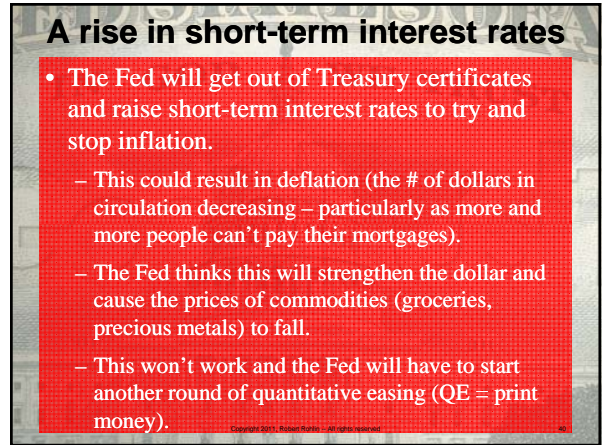 A rise in short-term interest rates
• The Fed will get out of Treasury certificates
and raise short-term interest rates to try and
stop inflation.
– This could result in deflation (the # of dollars in
circulation decreasing – particularly as more and
more people can't pay their mortgages).
– The Fed thinks this will strengthen the dollar and
cause the prices of commodities (groceries,
precious metals) to fall.
– This won't work and the Fed will have to start
another round of quantitative easing (QE = print
money).
Copyright 2011, Robert Rohlin – All rights reserved
40